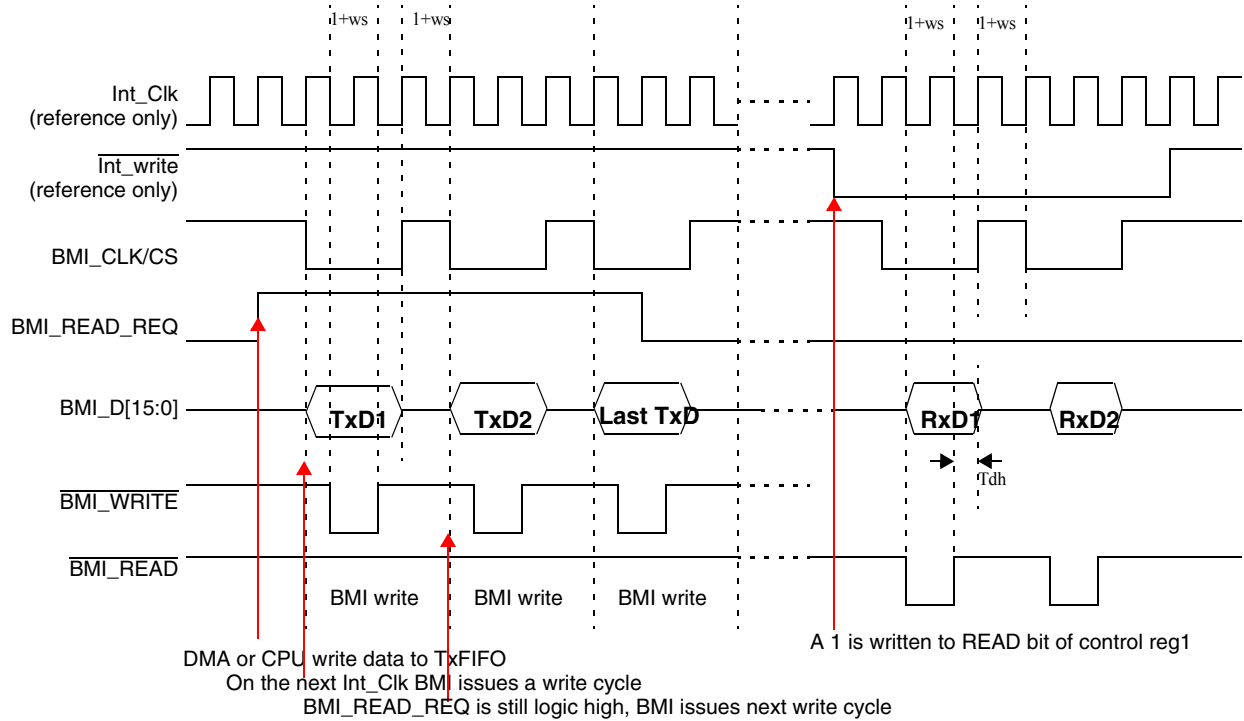 1+ws 1+ws 1+ws 1+ws
Int_Clk
(reference only)
Int_write
(reference only)
BMI_CLK/CS
BMI_READ_REQ
BMI_D[15:0] TxD1 TxD2 Last TxD RxD1 RxD2
Tdh
BMI_WRITE
BMI_READ
BMI write BMI write BMI write
A 1 is written to READ bit of control reg1
DMA or CPU write data to TxFIFO
On the next Int_Clk BMI issues a write cycle
BMI_READ_REQ is still logic high, BMI issues next write cycle